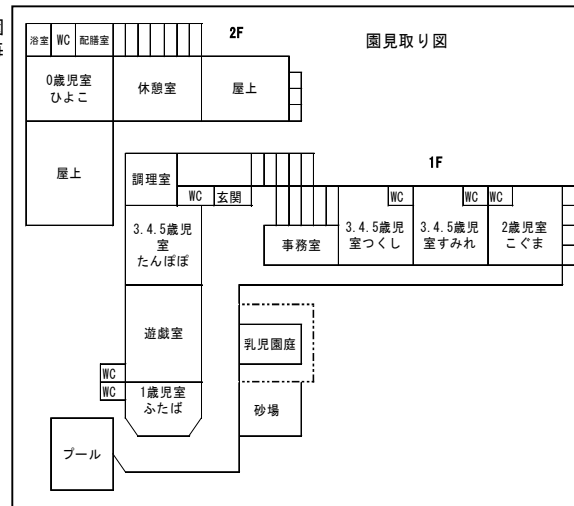 2F
園見取り図
浴室 WC 配膳室
0歳児室
ひよこ
休憩室
屋上
屋上
1F
調理室
WC 玄関
WC
WC WC
3.4.5歳児
室
たんぽぽ
事務室
3.4.5歳児
室つくし
3.4.5歳児
室すみれ
2歳児室
こぐま
遊戯室
乳児園庭
WC
WC
1歳児室
ふたば
砂場
プール